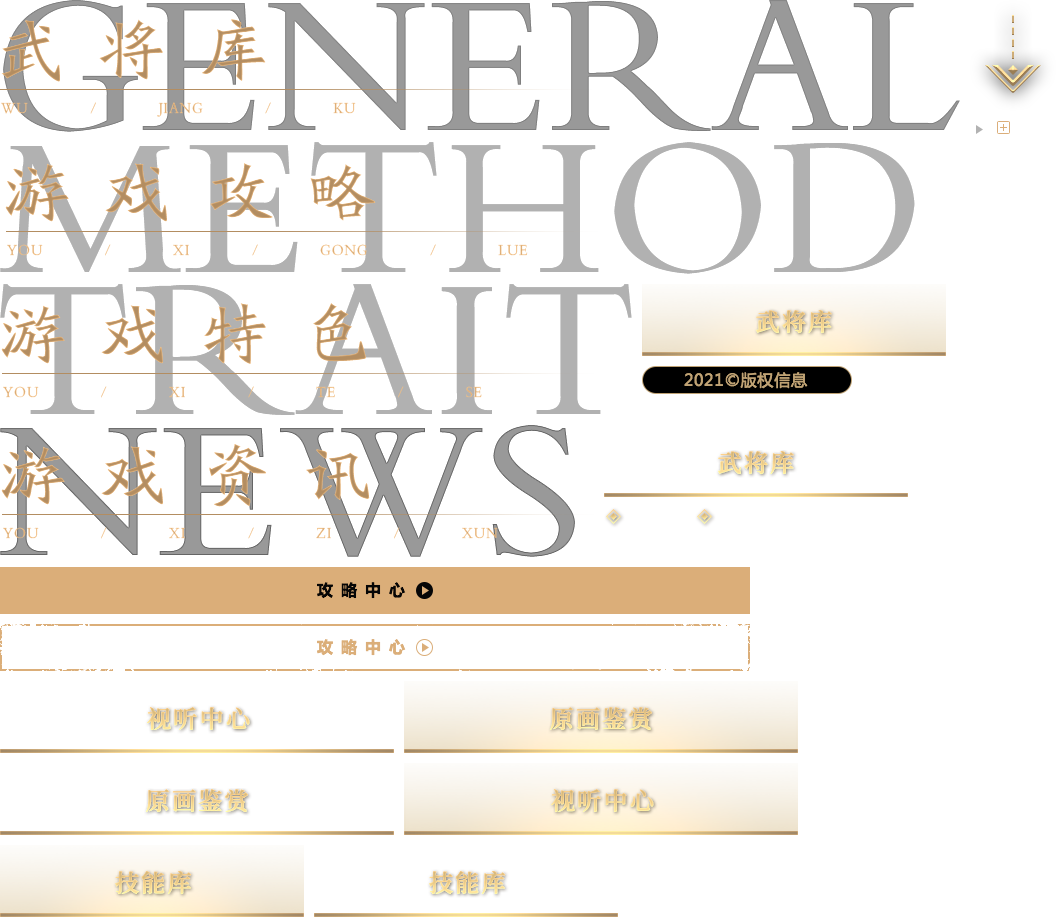 GENERAL
武将库
WU / JIANG / KU
METHOD
游戏攻略
YOU / XI / GONG / LUE
TRAIT
游戏特色
YOU / XI / TE / SE
武将库
2021©版权信息
NEWS
游戏资讯
YOU / XI / ZI / XUN
武将库
攻略中心
攻略中心
视听中心
原画鉴赏
原画鉴赏
视听中心
技能库
技能库